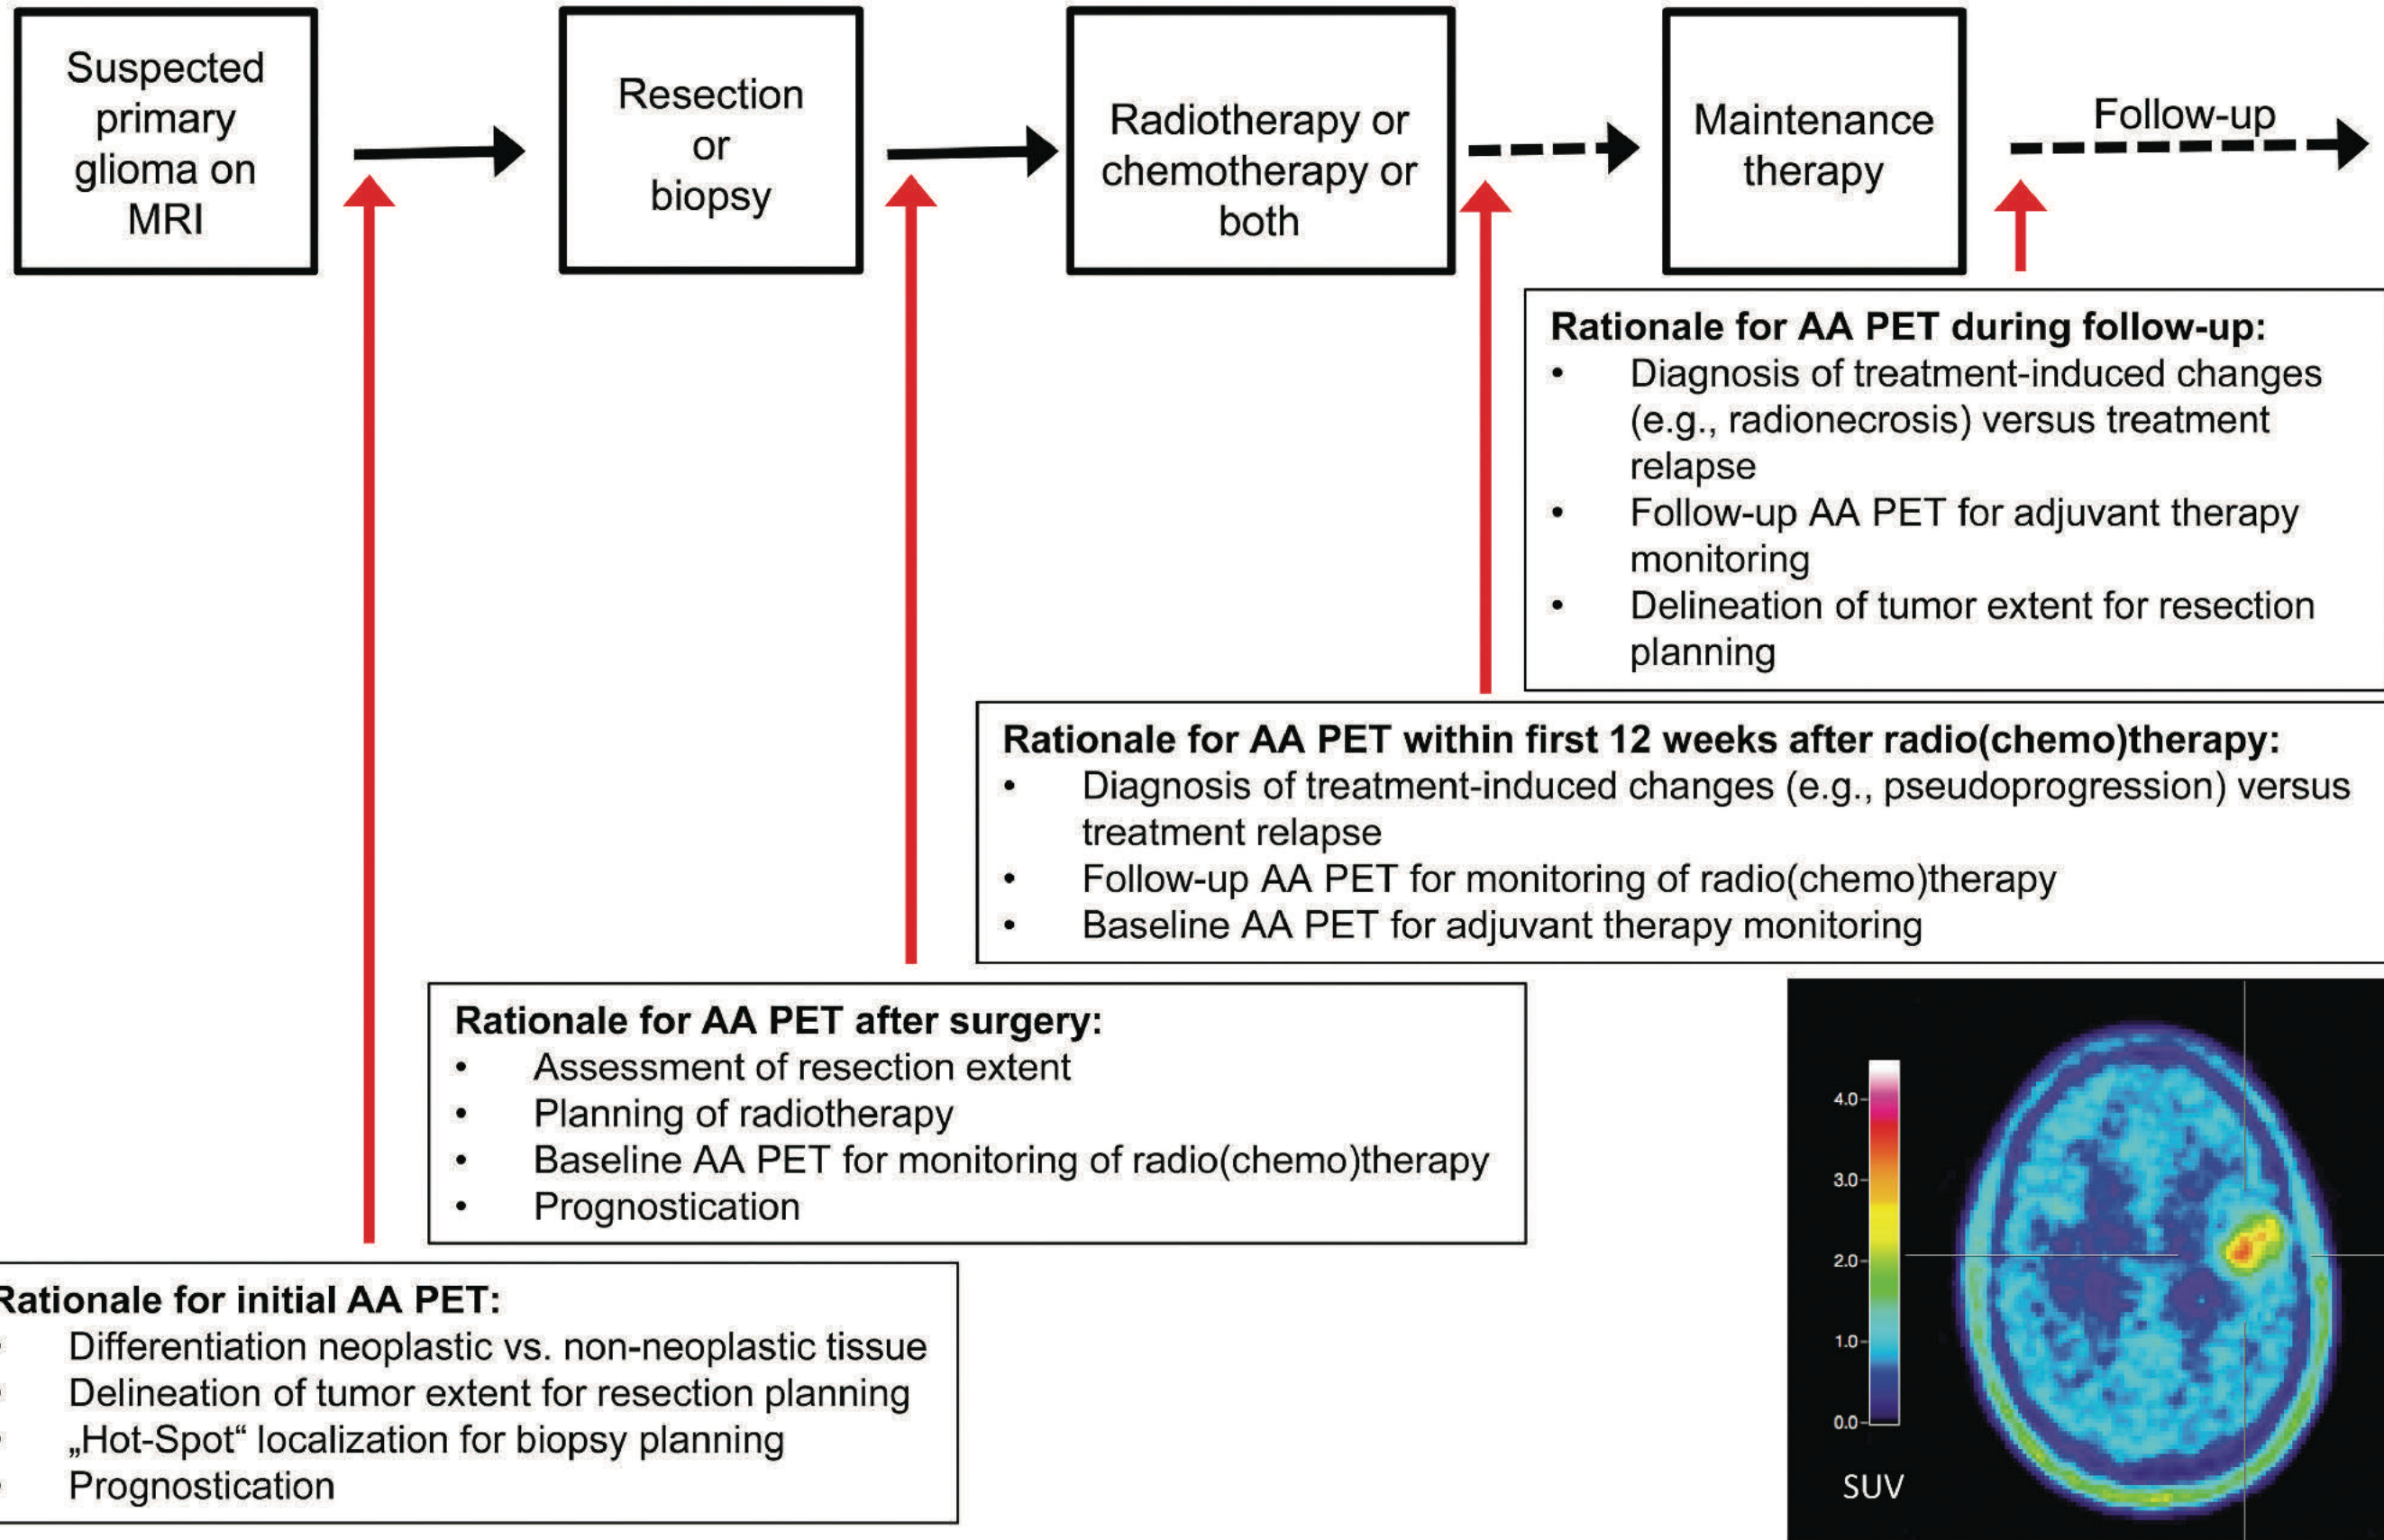 Suspected
primary
glioma on
MRI
Resection
or
biopsy
Radiotherapy or
chemotherapy or
both
Maintenance
therapy
Follow-up
Rationale for AA PET during follow-up:
• Diagnosis of treatment-induced changes
(e.g., radionecrosis) versus treatment
relapse
• Follow-up AA PET for adjuvant therapy
monitoring
• Delineation of tumor extent for resection
planning
Rationale for AA PET within first 12 weeks after radio(chemo)therapy:
• Diagnosis of treatment-induced changes (e.g., pseudoprogression) versus
treatment relapse
• Follow-up AA PET for monitoring of radio(chemo)therapy
• Baseline AA PET for adjuvant therapy monitoring
Rationale for AA PET after surgery:
• Assessment of resection extent
• Planning of radiotherapy
• Baseline AA PET for monitoring of radio(chemo)therapy
• Prognostication
Rationale for initial AA PET:
• Differentiation neoplastic vs. non-neoplastic tissue
• Delineation of tumor extent for resection planning
• „Hot-Spot“ localization for biopsy planning
• Prognostication
4.0
3.0
2.0
1.0
0.0
SUV